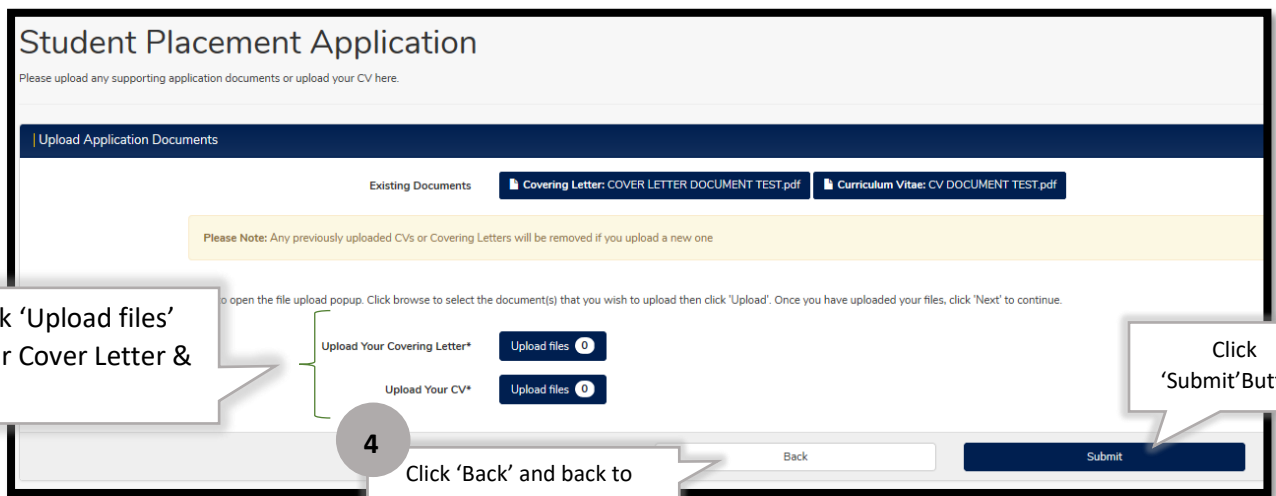 Student Placement Application
Please upload any supporting application documents or upload your CV here.
Upload Application Documents
Existing Documents
Covering Letter: COVER LETTER DOCUMENT TEST.pdf
Curriculum Vitae: CV DOCUMENT TEST.pdf
Please Note: Any previously uploaded CVs or Covering Letters will be removed if you upload a new one
to open the file upload popup. Click browse to select the document(s) that you wish to upload then click 'Upload'. Once you have uploaded your files, click 'Next' to continue.
k ‘Upload files’
r Cover Letter &
Upload Your Covering Letter*
Upload files 0
Upload Your CV*
Upload files 0
Click
‘Submit’Butt
4
Click ‘Back’ and back to
Back
Submit